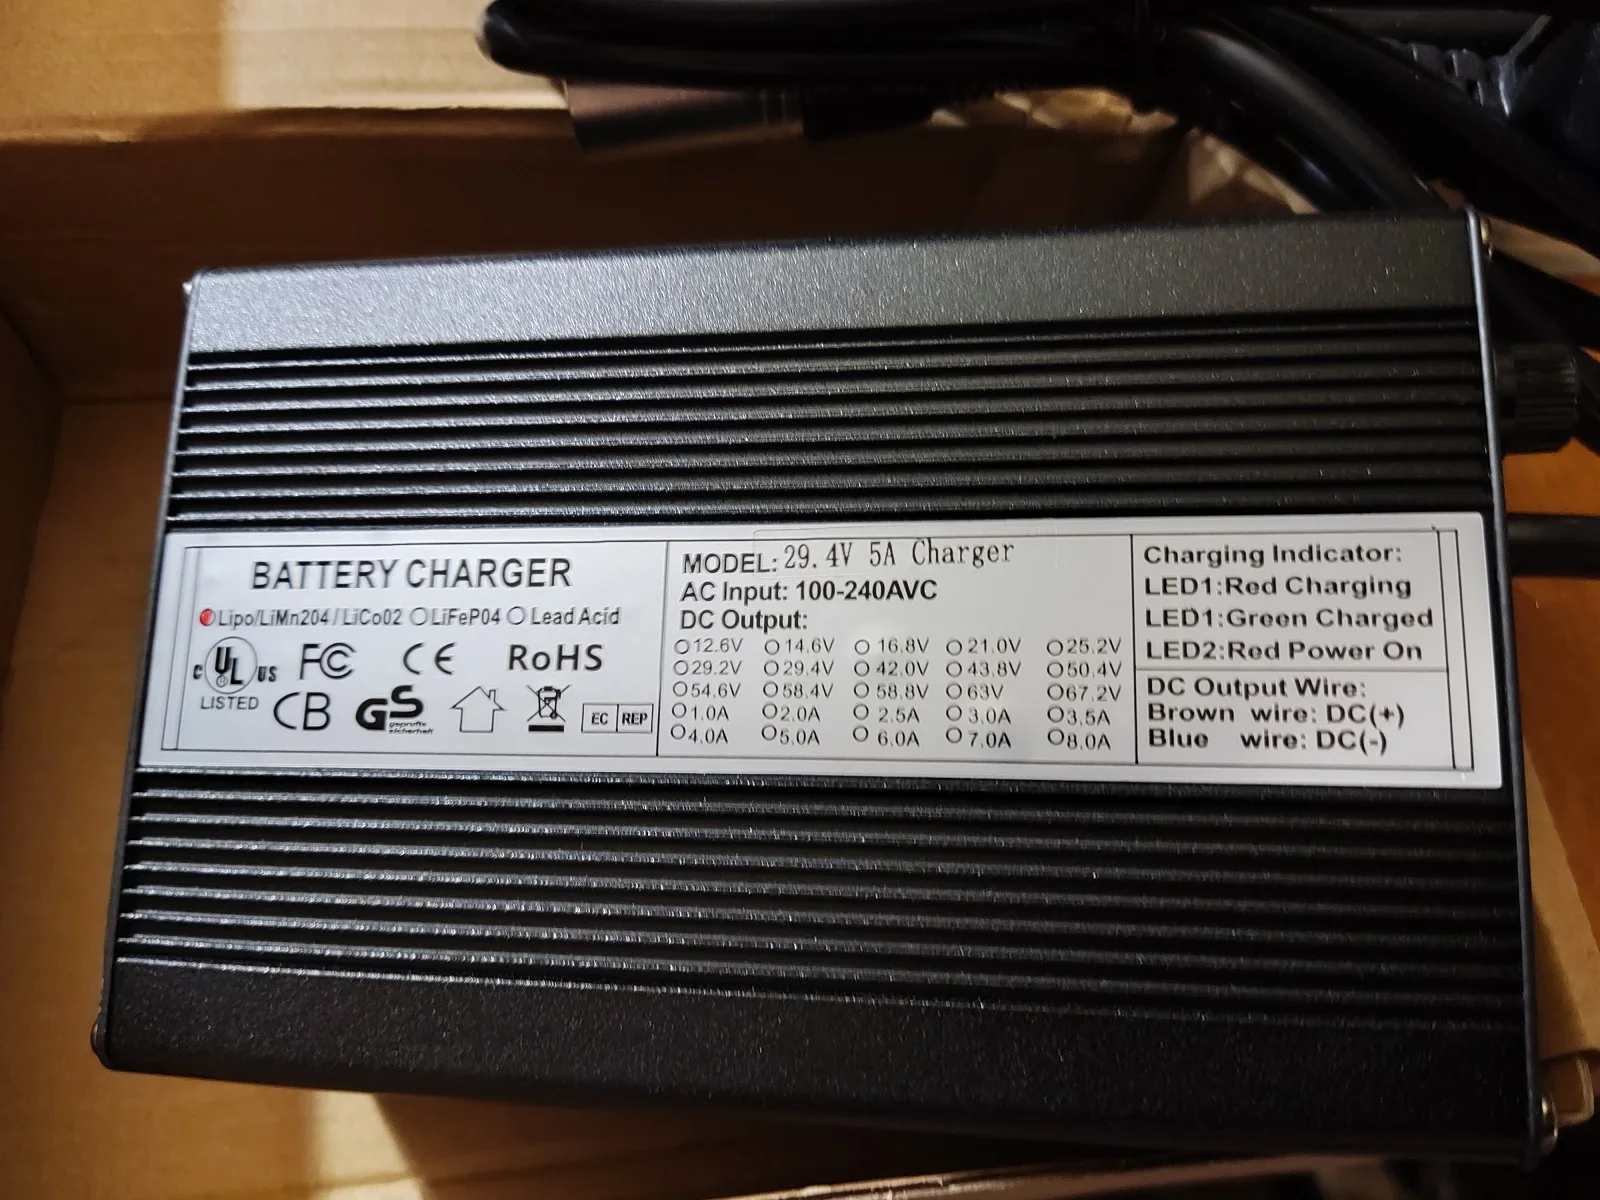 BATTERY CHARGER
Lipo/LiMn204/LiCo02 LiFeP04 Lead Acid
C UL US FC CE RoHS
® LISTED CB GS geprüfte Sicherheit EC REP
MODEL: 29.4V 5A Charger
AC Input: 100-240AVC
DC Output:
12.6V 14.6V 16.8V 21.0V 25.2V
29.2V 29.4V 42.0V 43.8V 50.4V
54.6V 58.4V 58.8V 63V 67.2V
1.0A 2.0A 2.5A 3.0A 3.5A
4.0A 5.0A 6.0A 7.0A 8.0A
Charging Indicator:
LED1:Red Charging
LED1:Green Charged
LED2:Red Power On
DC Output Wire:
Brown wire: DC(+)
Blue wire: DC(-)